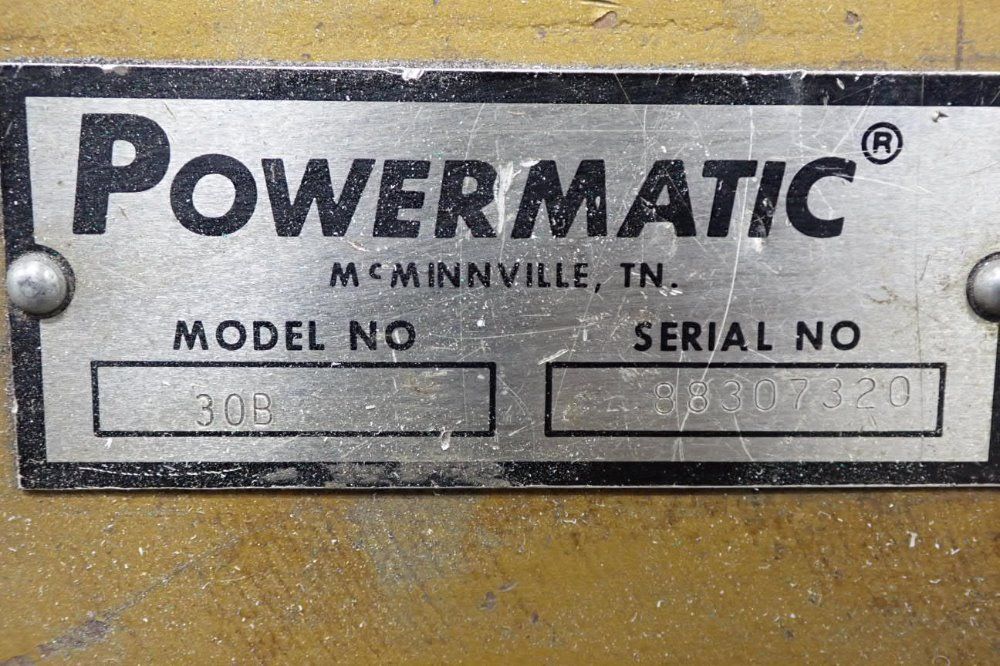 POWERMATIC®
McMINNVILLE, TN.
MODEL NO SERIAL NO
30B 88307320